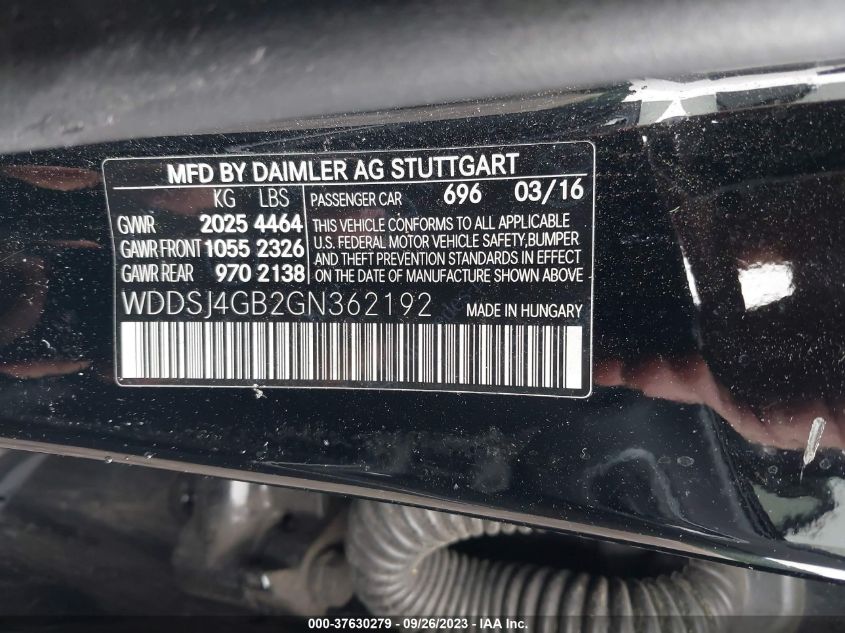 MFD BY DAIMLER AG STUTTGART
KG LBS PASSENGER CAR 696 03/16
GVWR 2025 4464 THIS VEHICLE CONFORMS TO ALL APPLICABLE
GAWR FRONT 1055 2326 U.S. FEDERAL MOTOR VEHICLE SAFETY,BUMPER
GAWR REAR 970 2138 AND THEFT PREVENTION STANDARDS IN EFFECT
ON THE DATE OF MANUFACTURE SHOWN ABOVE
WDDSJ4GB2GN362192 MADE IN HUNGARY
000-37630279 - 09/26/2023 - IAA Inc.